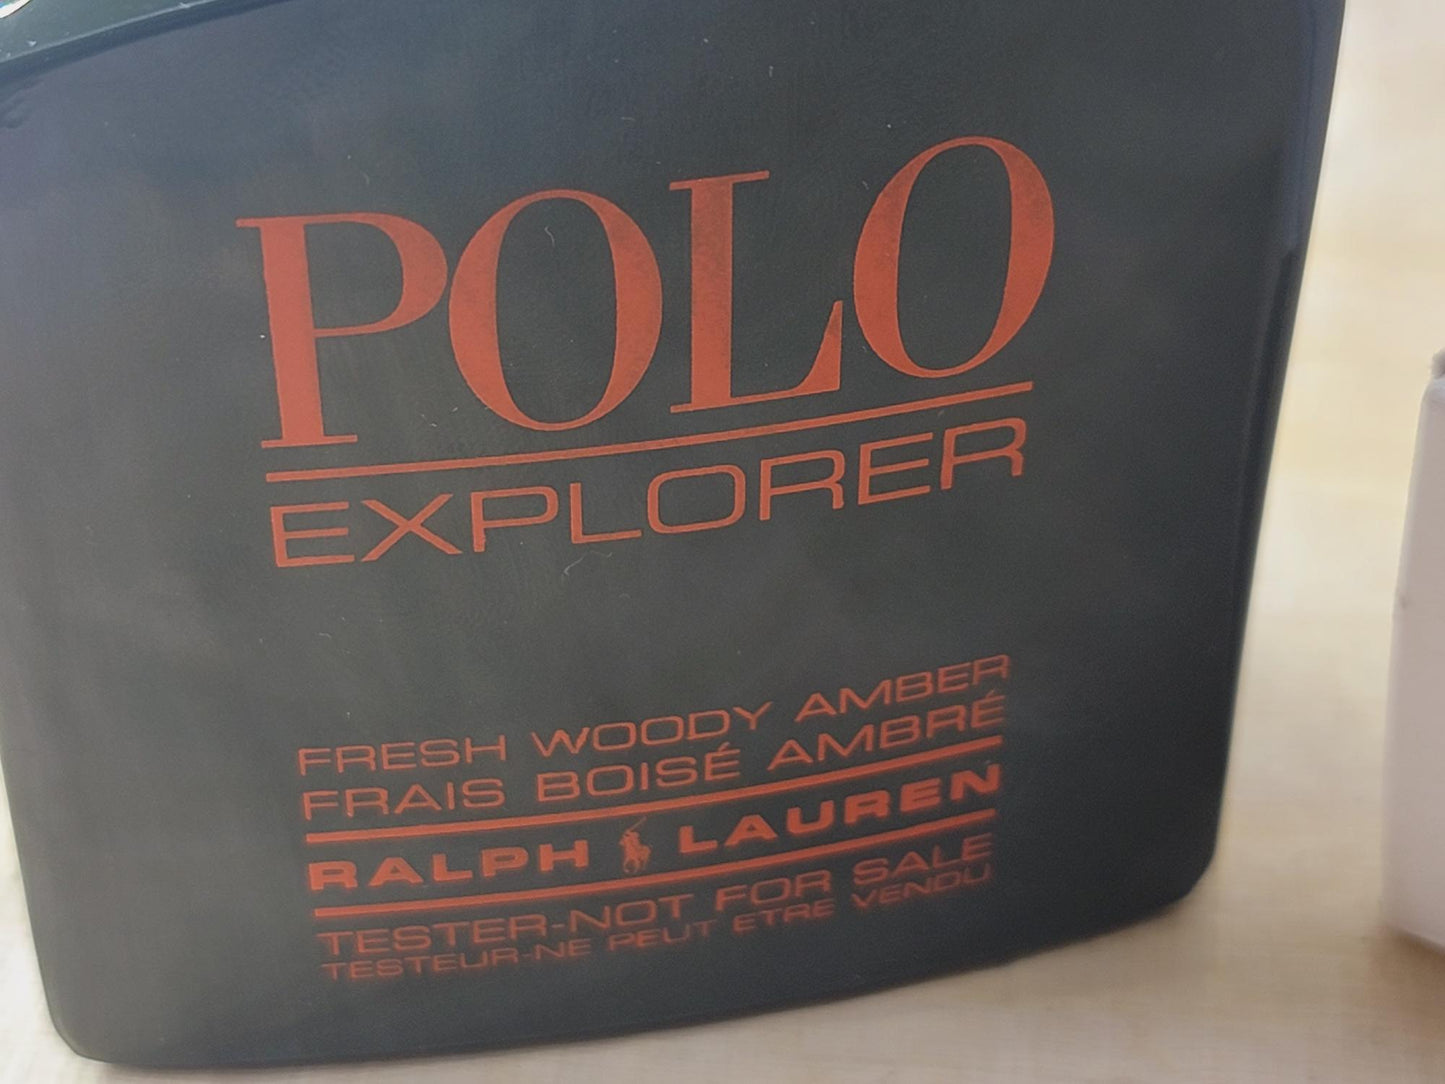 POLO
EXPLORER
FRESH WOODY AMBER
FRAIS BOISÉ AMBRÉ
RALPH LAUREN
TESTER-NOT FOR SALE
TESTEUR-NE PEUT ETRE VENDU